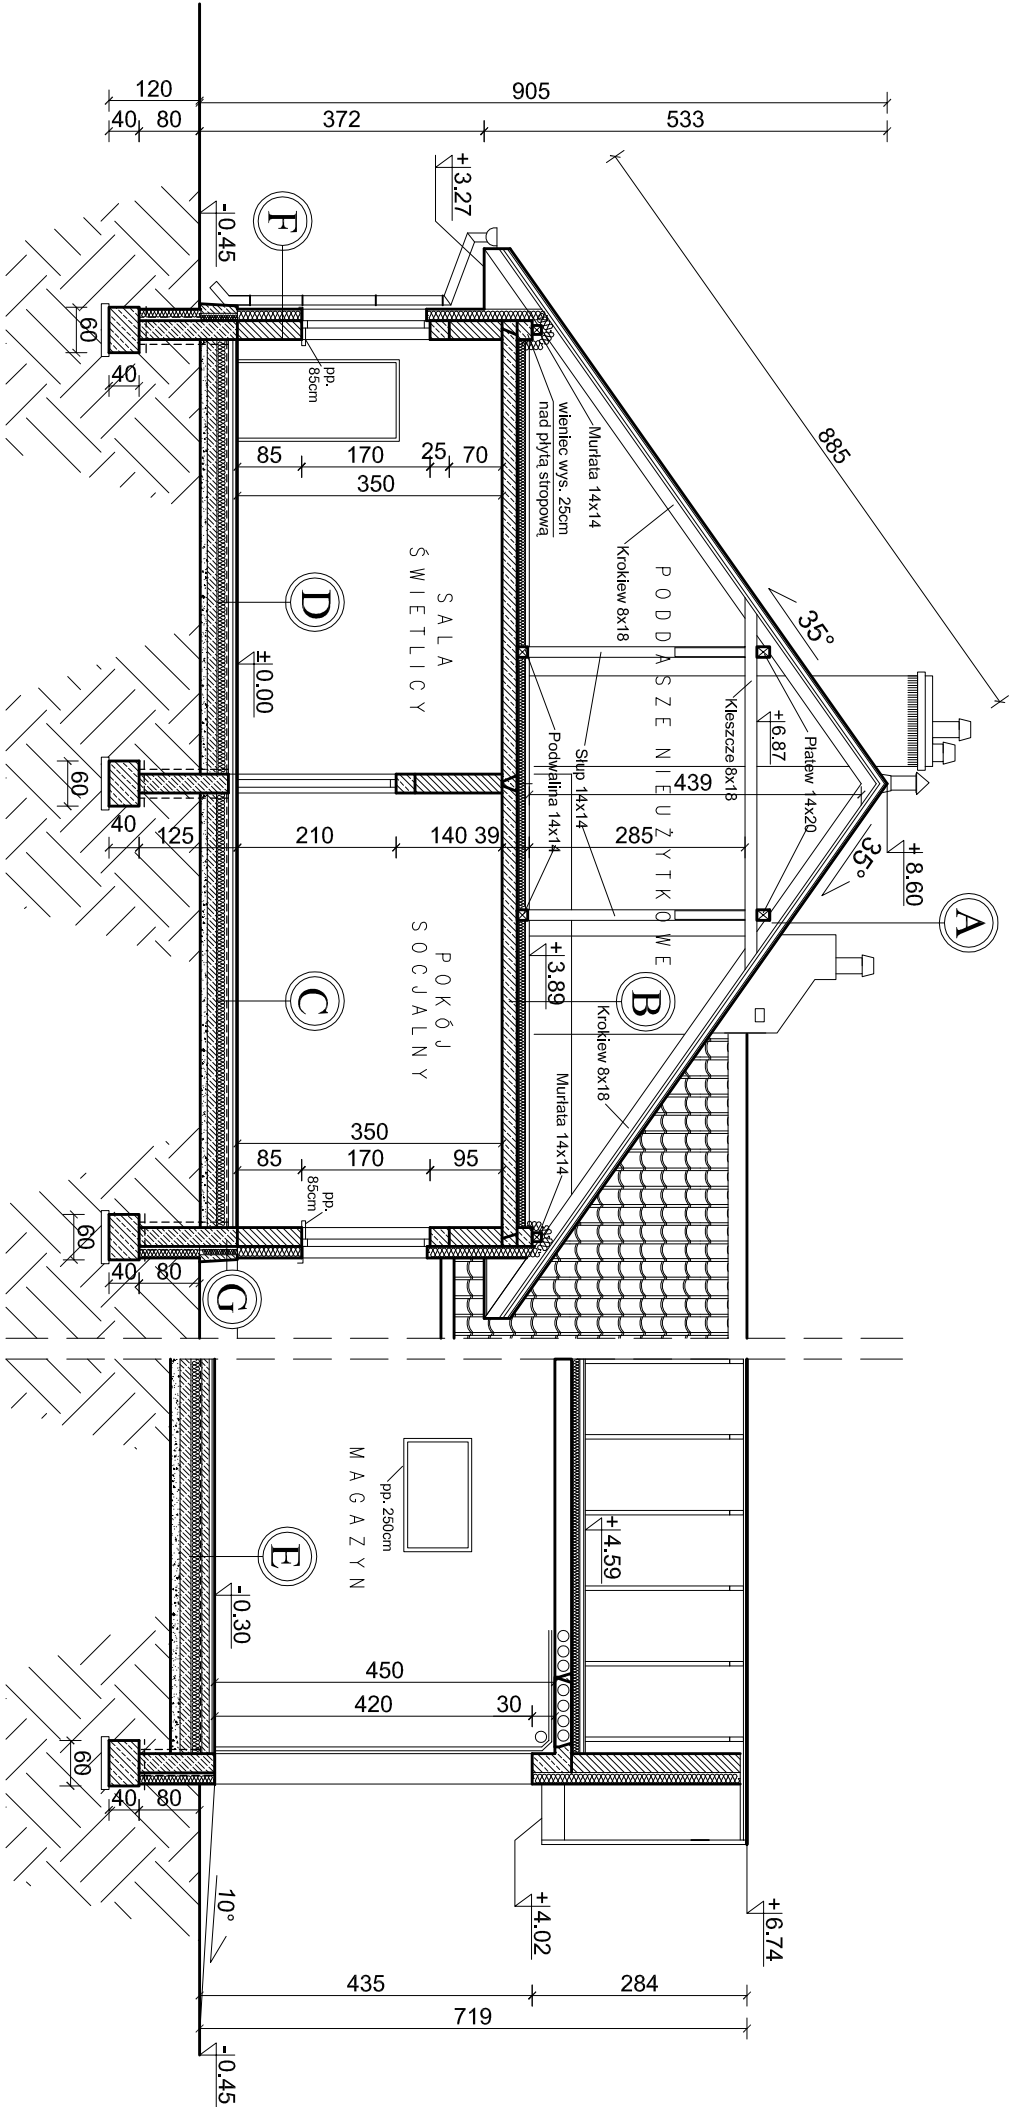 120
905
40
80
372
533
+3.27
-0.45
F
885
35°
60
40
pp.
85cm
85
170
25
70
350
wieniec wys. 25cm
nad płytą stropową
Murłata 14x14
Krokiew 8x18
PODDASZE NIEUŻYTKOWE
SALA
ŚWIETLICY
D
±0.00
Podwalina 14x14
Słup 14x14
Kleszcze 8x18
+6.87
Płatew 14x20
439
35°
+8.60
A
60
40
125
210
140
39
285
+3.89
B
C
POKÓJ
SOCJALNY
Krokiew 8x18
Murłata 14x14
350
85
170
95
pp.
85cm
60
40
80
G
MAGAZYN
pp. 250cm
E
+4.59
-0.30
450
420
30
60
40
80
10°
+4.02
+6.74
435
284
719
-0.45